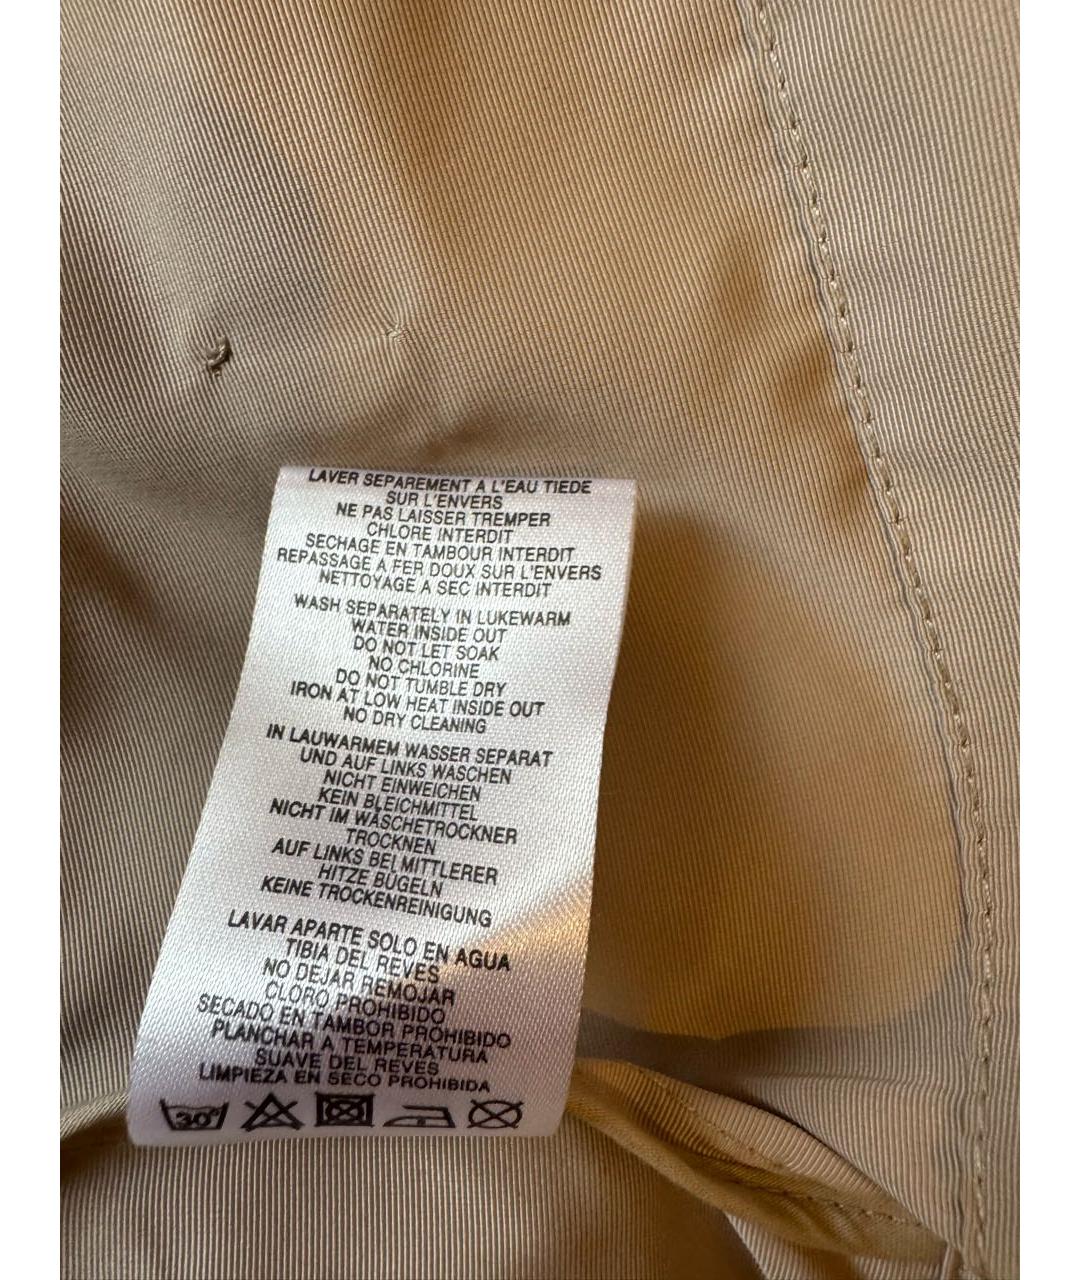 LAVER SEPAREMENT A L'EAU TIEDE
SUR L'ENVERS
NE PAS LAISSER TREMPER
CHLORE INTERDIT
SECHAGE EN TAMBOUR INTERDIT
REPASSAGE A FER DOUX SUR L'ENVERS
NETTOYAGE A SEC INTERDIT
WASH SEPARATELY IN LUKEWARM
WATER INSIDE OUT
DO NOT LET SOAK
NO CHLORINE
DO NOT TUMBLE DRY
IRON AT LOW HEAT INSIDE OUT
NO DRY CLEANING
IN LAUWARMEM WASSER SEPARAT
UND AUF LINKS WASCHEN
NICHT EINWEICHEN
KEIN BLEICHMITTEL
NICHT IM WÄSCHETROCKNER
TROCKNEN
AUF LINKS BEI MITTLERER
HITZE BÜGELN
KEINE TROCKENREINIGUNG
LAVAR APARTE SOLO EN AGUA
TIBIA DEL REVES
NO DEJAR REMOJAR
CLORO PROHIBIDO
SECADO EN TAMBOR PROHIBIDO
PLANCHAR A TEMPERATURA
SUAVE DEL REVES
LIMPIEZA EN SECO PROHIBIDA
30°